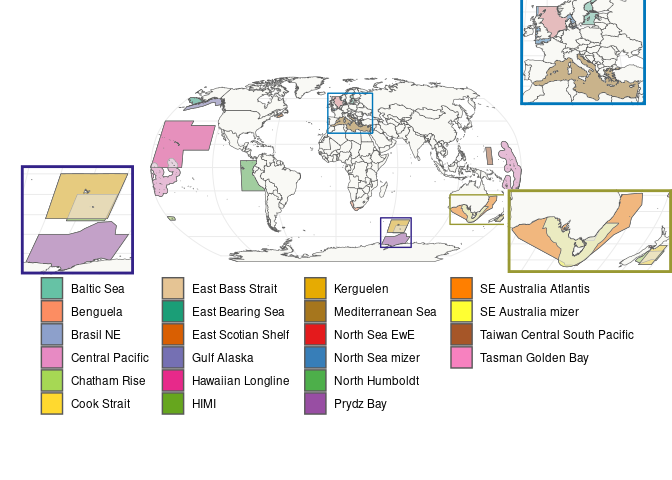 Baltic Sea
Benguela
Brasil NE
Central Pacific
Chatham Rise
Cook Strait
East Bass Strait
East Bearing Sea
East Scotian Shelf
Gulf Alaska
Hawaiian Longline
HIMI
Kerguelen
Mediterranean Sea
North Sea EwE
North Sea mizer
North Humboldt
Prydz Bay
SE Australia Atlantis
SE Australia mizer
Taiwan Central South Pacific
Tasman Golden Bay